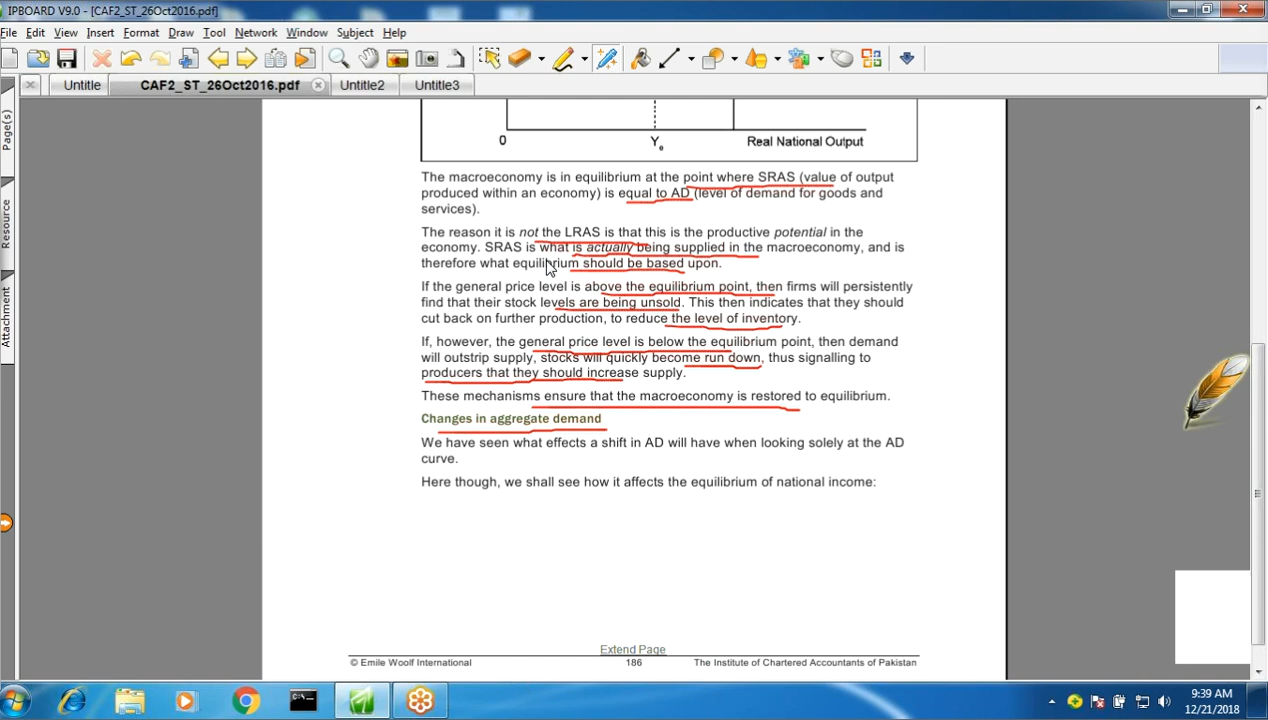 IPBOARD V9.0 - [CAF2_ST_26Oct2016.pdf]
File Edit View Insert Format Draw Tool Network Window Subject Help
Untitle CAF2_ST_26Oct2016.pdf Untitle2 Untitle3
Page(s)
Resource
Attachment
0 Ye Real National Output
The macroeconomy is in equilibrium at the point where SRAS (value of output
produced within an economy) is equal to AD (level of demand for goods and
services).
The reason it is not the LRAS is that this is the productive potential in the
economy. SRAS is what is actually being supplied in the macroeconomy, and is
therefore what equilibrium should be based upon.
If the general price level is above the equilibrium point, then firms will persistently
find that their stock levels are being unsold. This then indicates that they should
cut back on further production, to reduce the level of inventory.
If, however, the general price level is below the equilibrium point, then demand
will outstrip supply, stocks will quickly become run down, thus signalling to
producers that they should increase supply.
These mechanisms ensure that the macroeconomy is restored to equilibrium.
Changes in aggregate demand
We have seen what effects a shift in AD will have when looking solely at the AD
curve.
Here though, we shall see how it affects the equilibrium of national income:
Extend Page
© Emile Woolf International 186 The Institute of Chartered Accountants of Pakistan
9:39 AM
12/21/2018